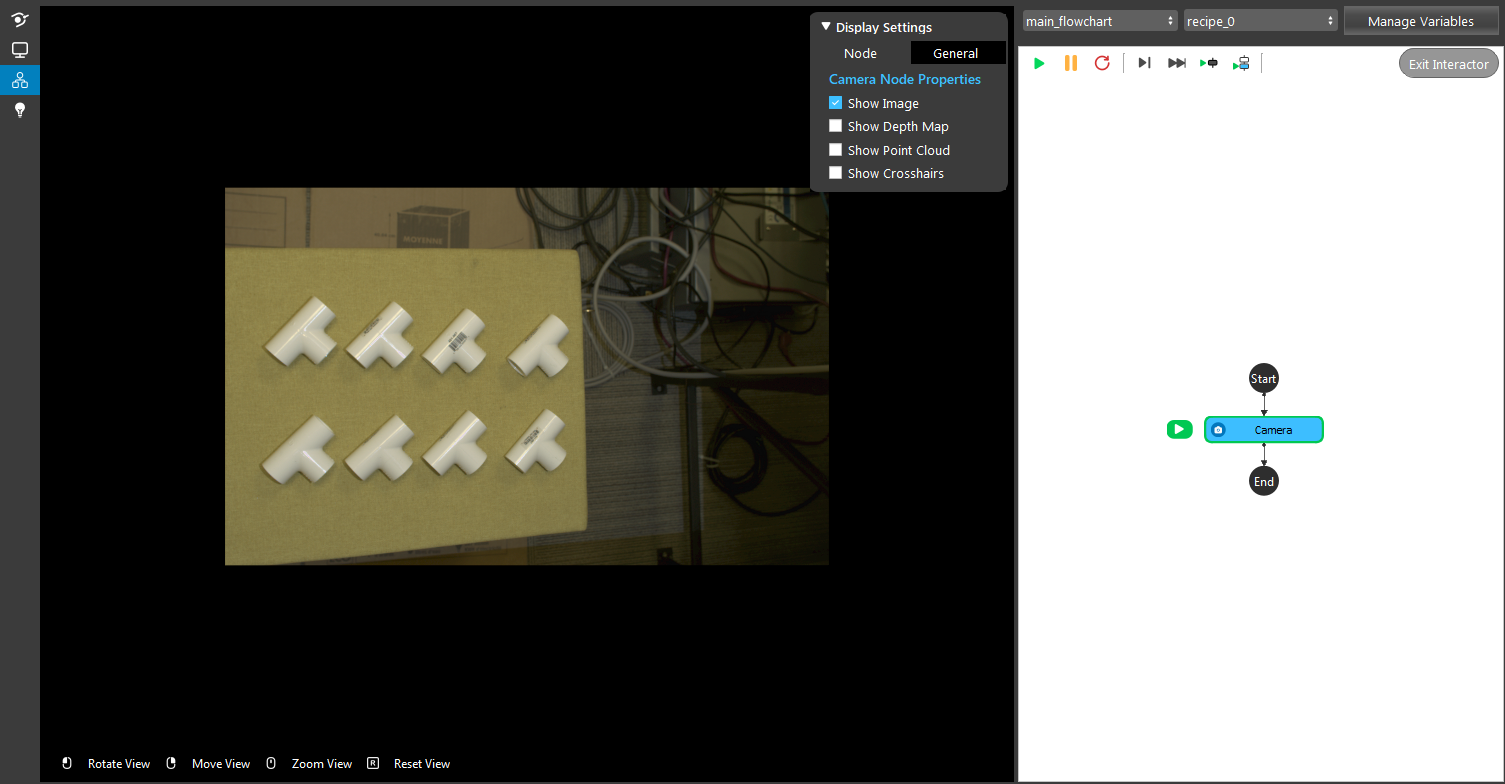 Display Settings
Node General
Camera Node Properties
Show Image
Show Depth Map
Show Point Cloud
Show Crosshairs
MOYENNE
Rotate View Move View Zoom View R Reset View
main_flowchart recipe_0 Manage Variables
Exit Interactor
Start
Camera
End